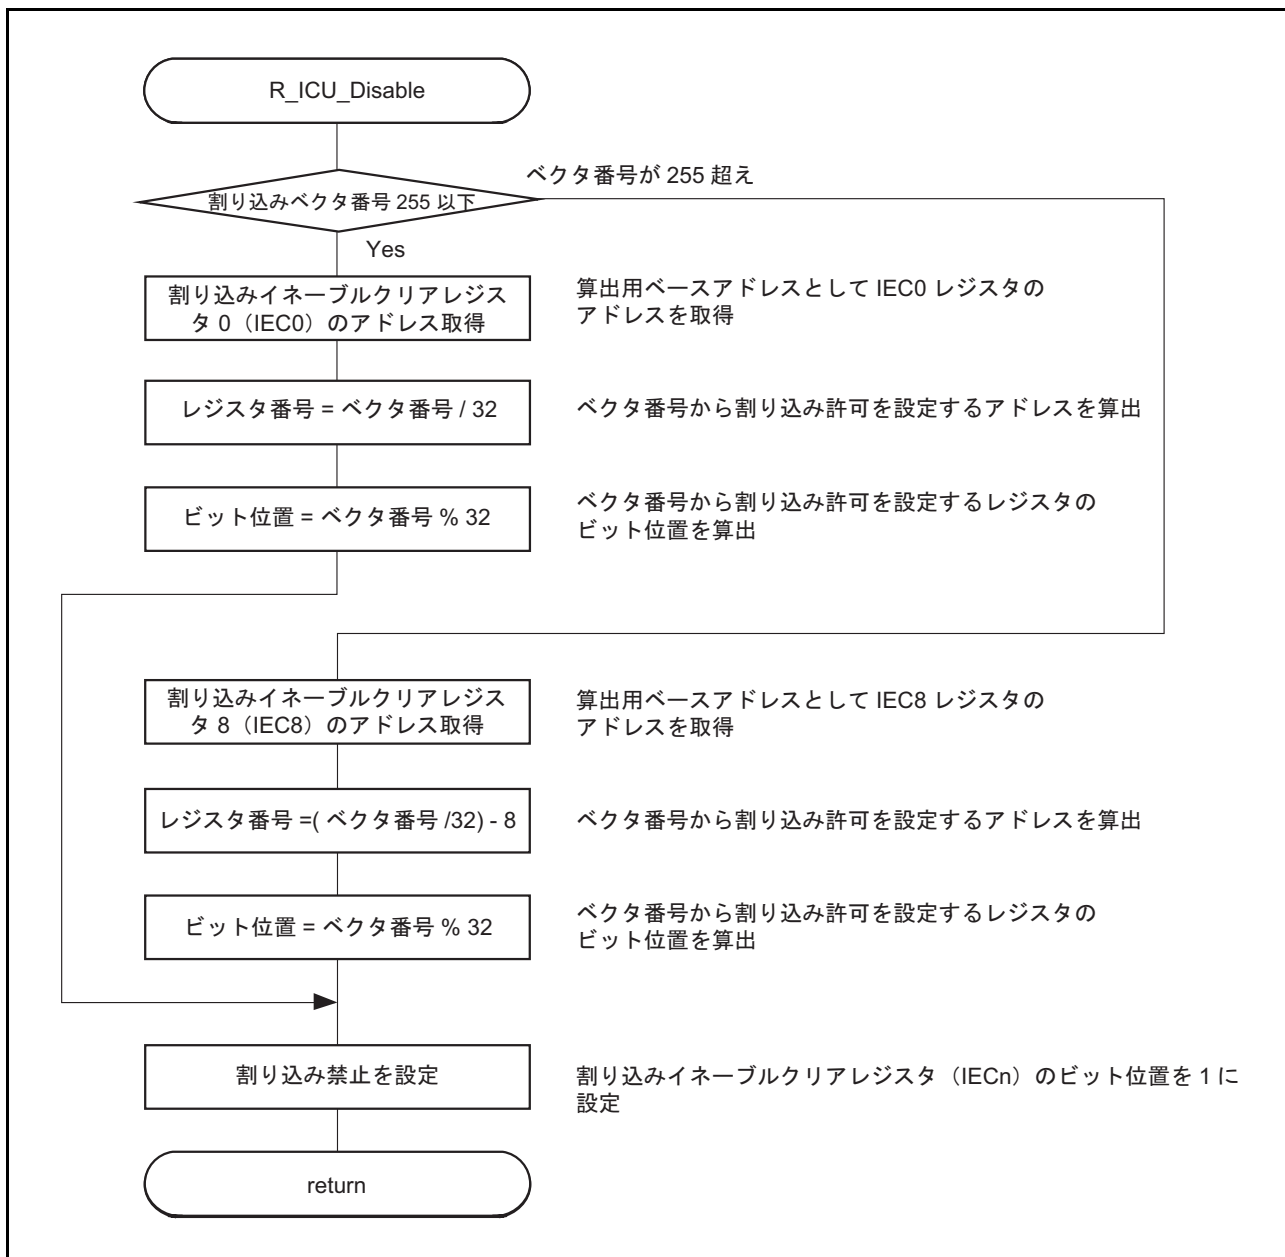 R_ICU_Disable
ベクタ番号が 255 超え
割り込みベクタ番号 255 以下
Yes
割り込みイネーブルクリアレジス
タ 0（IEC0）のアドレス取得
算出用ベースアドレスとして IEC0 レジスタの
アドレスを取得
レジスタ番号 = ベクタ番号 / 32
ベクタ番号から割り込み許可を設定するアドレスを算出
ビット位置 = ベクタ番号 % 32
ベクタ番号から割り込み許可を設定するレジスタの
ビット位置を算出
割り込みイネーブルクリアレジス
タ 8（IEC8）のアドレス取得
算出用ベースアドレスとして IEC8 レジスタの
アドレスを取得
レジスタ番号 =( ベクタ番号 /32) - 8
ベクタ番号から割り込み許可を設定するアドレスを算出
ビット位置 = ベクタ番号 % 32
ベクタ番号から割り込み許可を設定するレジスタの
ビット位置を算出
割り込み禁止を設定
割り込みイネーブルクリアレジスタ（IECn）のビット位置を 1 に
設定
return